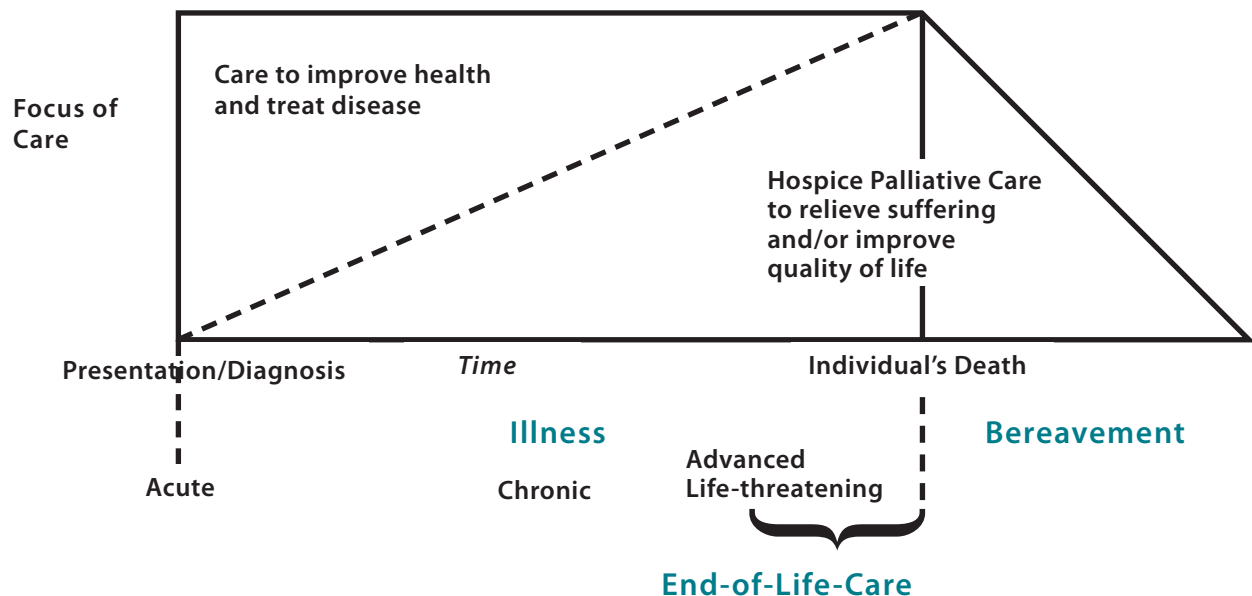 Care to improve health
and treat disease
Focus of
Care
Hospice Palliative Care
to relieve suffering
and/or improve
quality of life
Presentation/Diagnosis
Time
Individual’s Death
Illness
Bereavement
Acute
Chronic
Advanced
Life-threatening
End-of-Life-Care